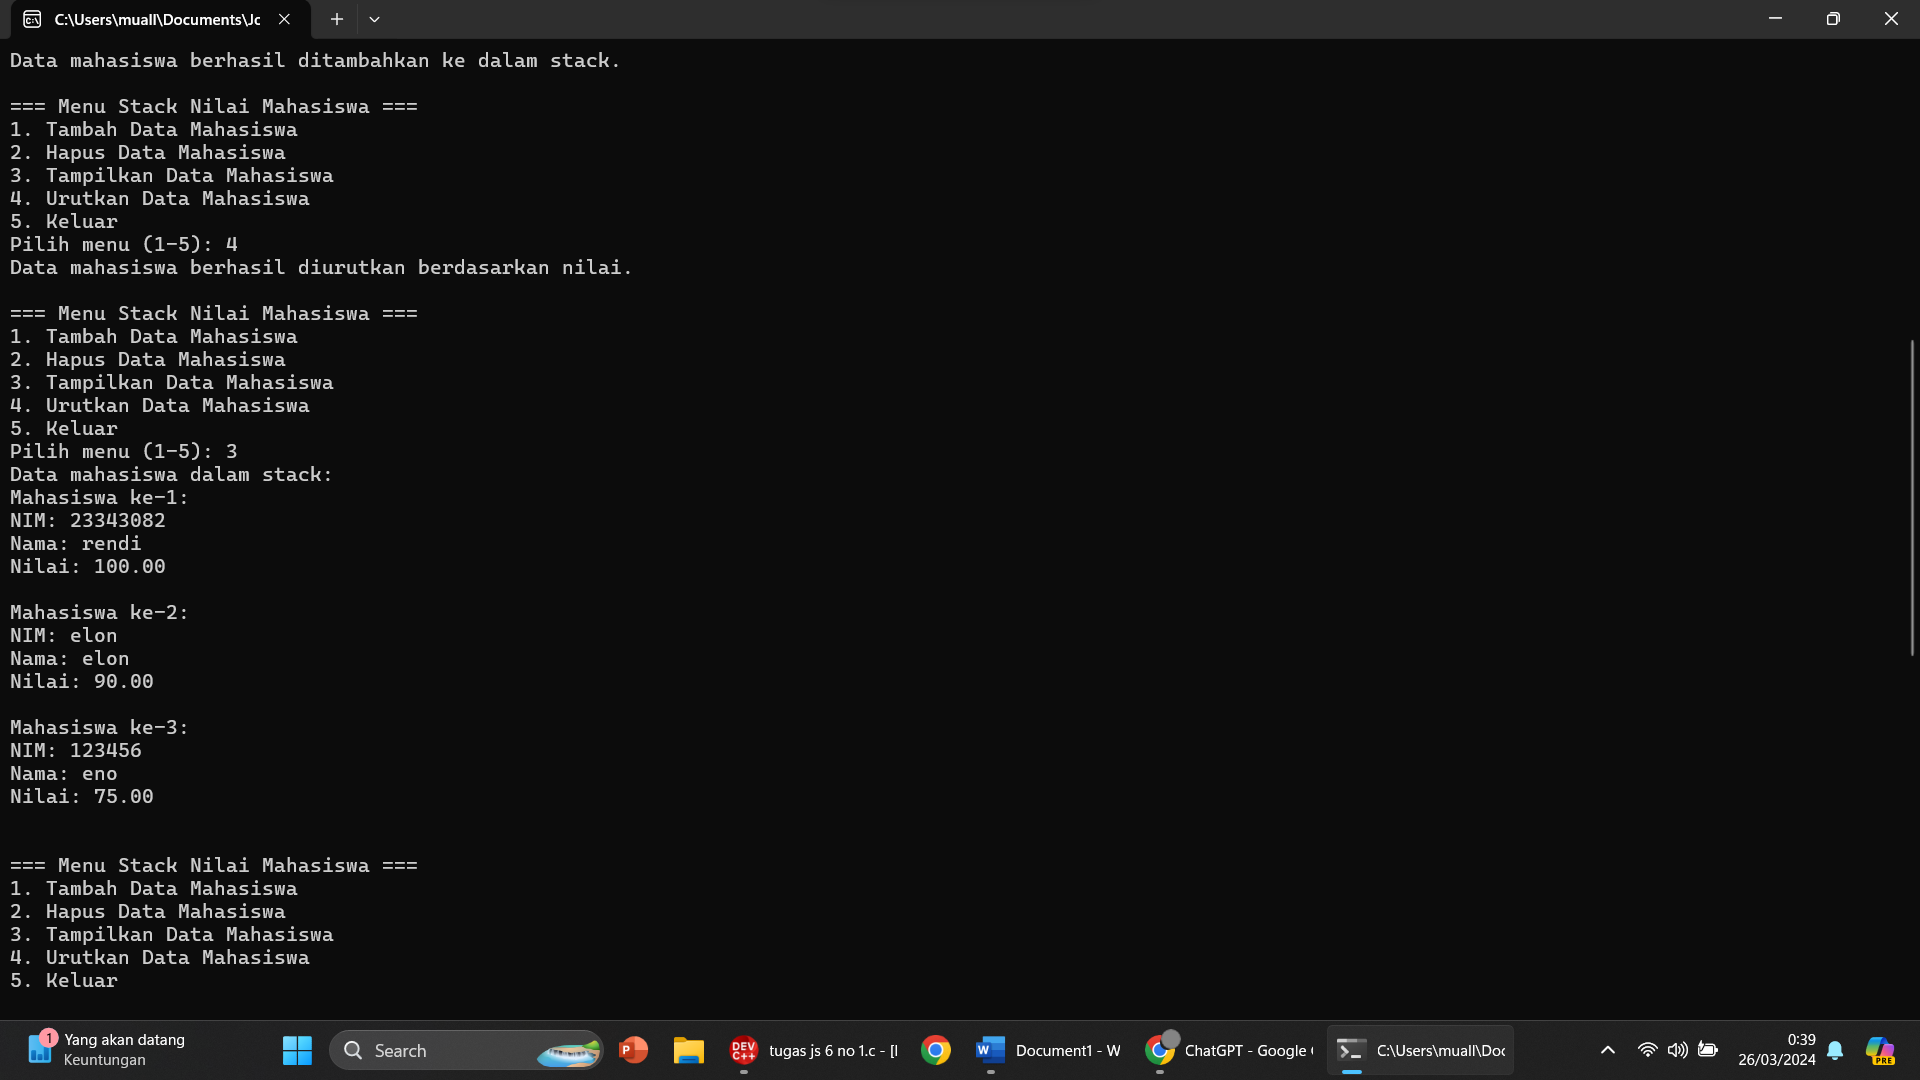 C:\Users\muall\Documents\Jc
Data mahasiswa berhasil ditambahkan ke dalam stack.
=== Menu Stack Nilai Mahasiswa ===
1. Tambah Data Mahasiswa
2. Hapus Data Mahasiswa
3. Tampilkan Data Mahasiswa
4. Urutkan Data Mahasiswa
5. Keluar
Pilih menu (1-5): 4
Data mahasiswa berhasil diurutkan berdasarkan nilai.
=== Menu Stack Nilai Mahasiswa ===
1. Tambah Data Mahasiswa
2. Hapus Data Mahasiswa
3. Tampilkan Data Mahasiswa
4. Urutkan Data Mahasiswa
5. Keluar
Pilih menu (1-5): 3
Data mahasiswa dalam stack:
Mahasiswa ke-1:
NIM: 23343082
Nama: rendi
Nilai: 100.00
Mahasiswa ke-2:
NIM: elon
Nama: elon
Nilai: 90.00
Mahasiswa ke-3:
NIM: 123456
Nama: eno
Nilai: 75.00
=== Menu Stack Nilai Mahasiswa ===
1. Tambah Data Mahasiswa
2. Hapus Data Mahasiswa
3. Tampilkan Data Mahasiswa
4. Urutkan Data Mahasiswa
5. Keluar
1
Yang akan datang
Keuntungan
Search
P
DEV C++
tugas js 6 no 1.c - [
W
Document1 - W
ChatGPT - Google
C:\Users\muall\Doc
0:39
26/03/2024
PRE